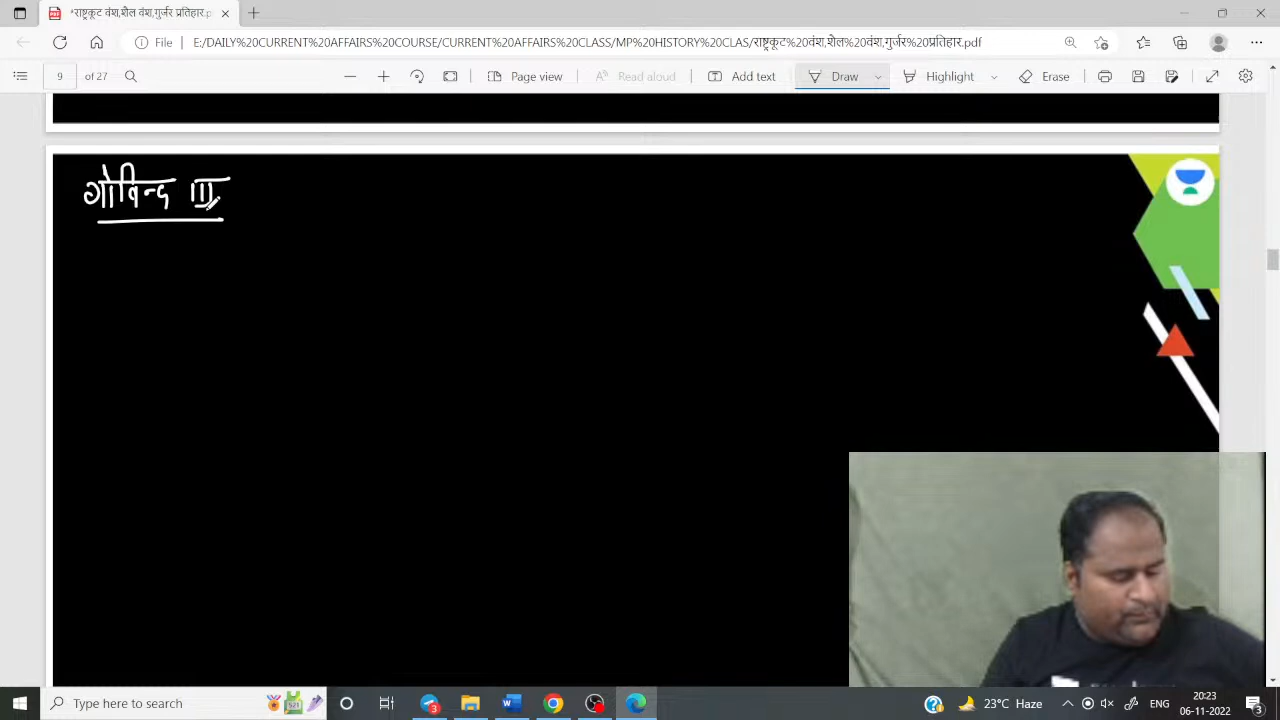 *राष्ट्रकूट वंश,शैल वंश,गुर्जर प्रतिहार.pdf
File E:/DAILY%20CURRENT%20AFFAIRS%20COURSE/CURRENT%20AFFAIRS%20CLASS/MP%20HISTORY%20CLAS/राष्ट्रकूट%20वंश,शैल%20वंश,गुर्जर%20प्रतिहार.pdf
9 of 27 Page view Read aloud Add text Draw Highlight Erase
गोविन्द III
Type here to search
23°C Haze ENG 20:23
06-11-2022